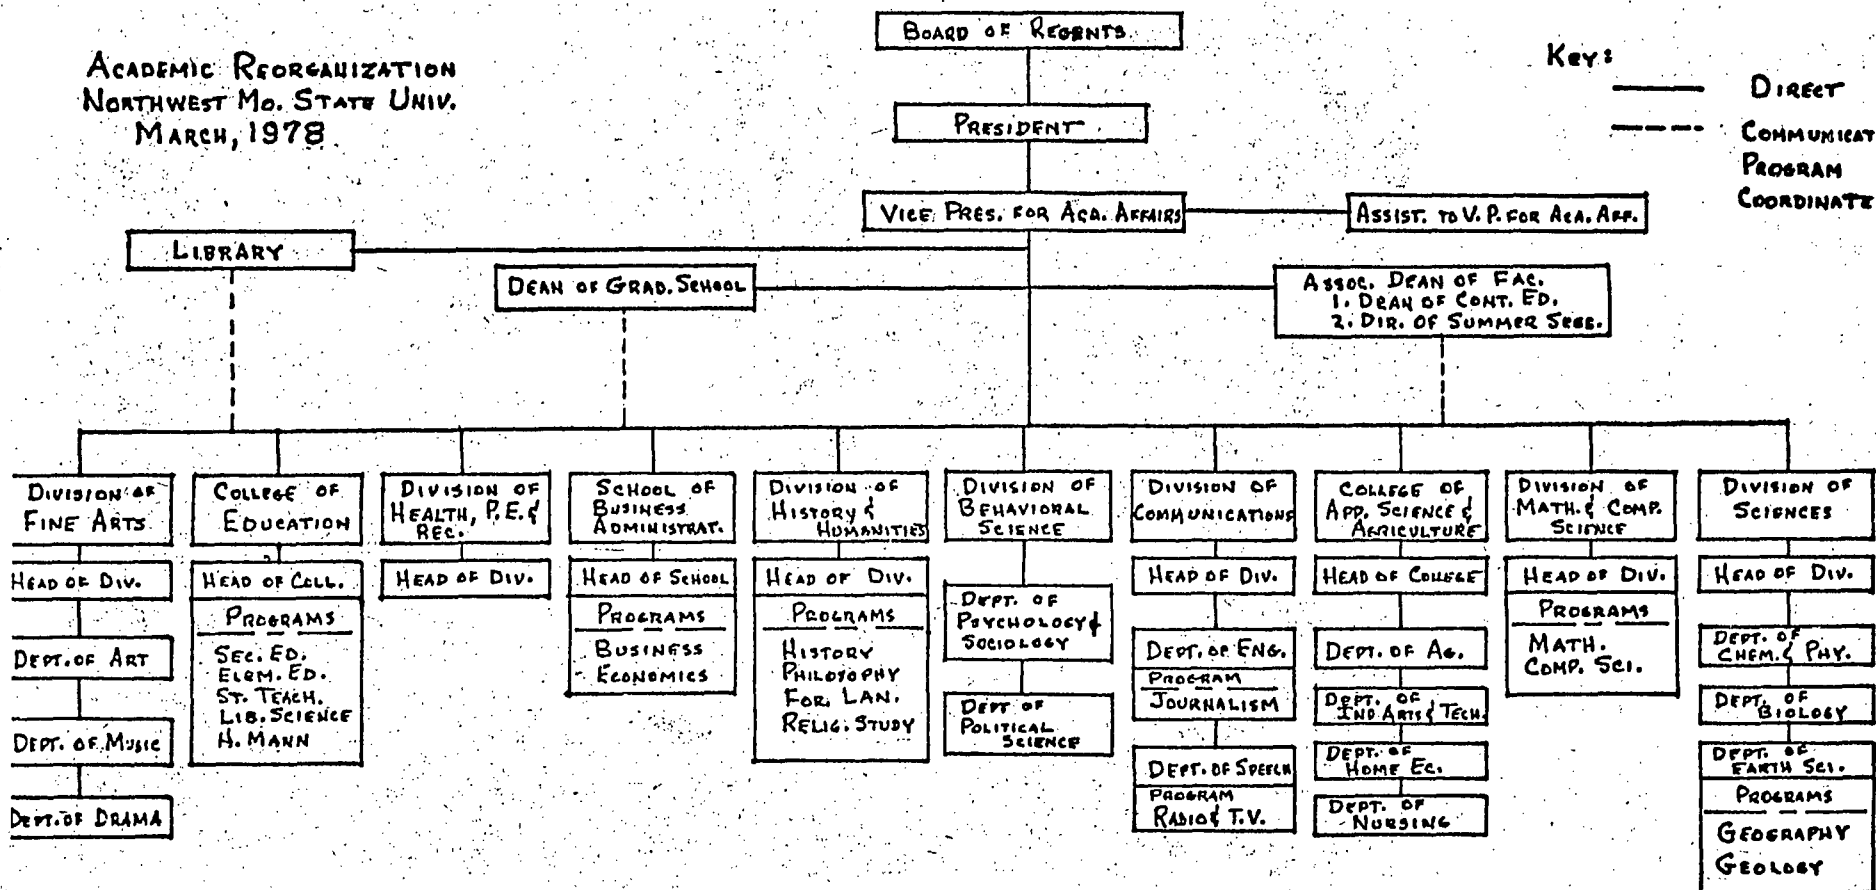 ACADEMIC REORGANIZATION
NORTHWEST MO. STATE UNIV.
MARCH, 1978
BOARD OF REGENTS
KEY:
DIRECT
COMMUNICAT
PROGRAM
COORDINATE
PRESIDENT
VICE PRES. FOR ACA. AFFAIRS
ASSIST. TO V.P. FOR ACA. AFF.
LIBRARY
DEAN OF GRAD. SCHOOL
ASSOC. DEAN OF FAC.
1. DEAN OF CONT. ED.
2. DIR. OF SUMMER SESS.
DIVISION OF
FINE ARTS
HEAD OF DIV.
DEPT. OF ART
DEPT. OF MUSIC
DEPT. OF DRAMA
COLLEGE OF
EDUCATION
HEAD OF COLL.
PROGRAMS
SEC. ED.
ELEM. ED.
ST. TEACH.
LIB. SCIENCE
H. MANN
DIVISION OF
HEALTH, P.E. &
REC.
HEAD OF DIV.
SCHOOL OF
BUSINESS
ADMINISTRAT.
HEAD OF SCHOOL
PROGRAMS
BUSINESS
ECONOMICS
DIVISION OF
HISTORY &
HUMANITIES
HEAD OF DIV.
PROGRAMS
HISTORY
PHILOSOPHY
FOR. LAN.
RELIG. STUDY
DIVISION OF
BEHAVIORAL
SCIENCE
DEPT. OF
PSYCHOLOGY &
SOCIOLOGY
DEPT OF
POLITICAL
SCIENCE
DIVISION OF
COMMUNICATIONS
HEAD OF DIV.
DEPT. OF ENG.
PROGRAM
JOURNALISM
DEPT. OF SPEECH
PROGRAM
RADIO & T.V.
COLLEGE OF
APP. SCIENCE &
AGRICULTURE
HEAD OF COLLEGE
DEPT. OF AG.
DEPT. OF
IND ARTS & TECH.
DEPT. OF
HOME EC.
DEPT. OF
NURSING
DIVISION OF
MATH. & COMP.
SCIENCE
HEAD OF DIV.
PROGRAMS
MATH.
COMP. SCI.
DIVISION OF
SCIENCES
HEAD OF DIV.
DEPT. OF
CHEM. & PHY.
DEPT. OF
BIOLOGY
DEPT. OF
EARTH SCI.
PROGRAMS
GEOGRAPHY
GEOLOGY